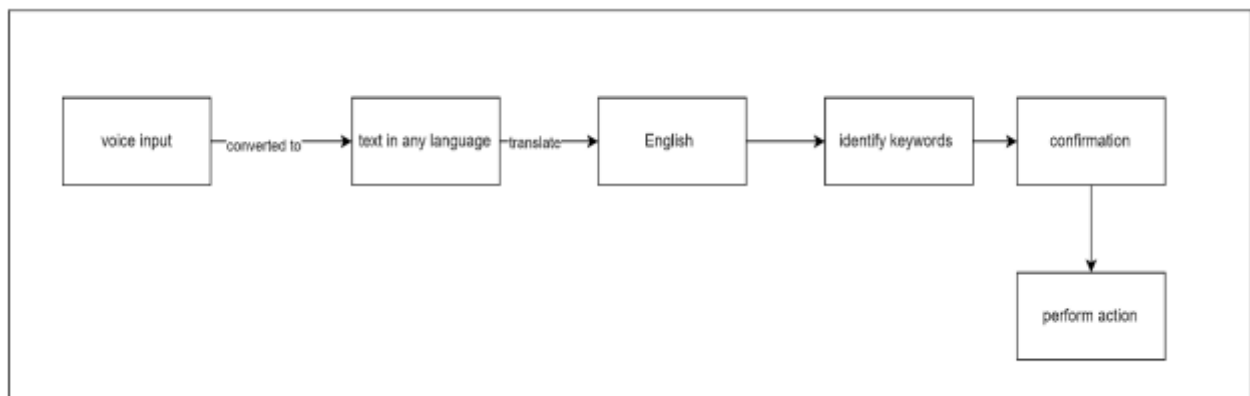 voice input
converted to
text in any language
translate
English
identify keywords
confirmation
perform action